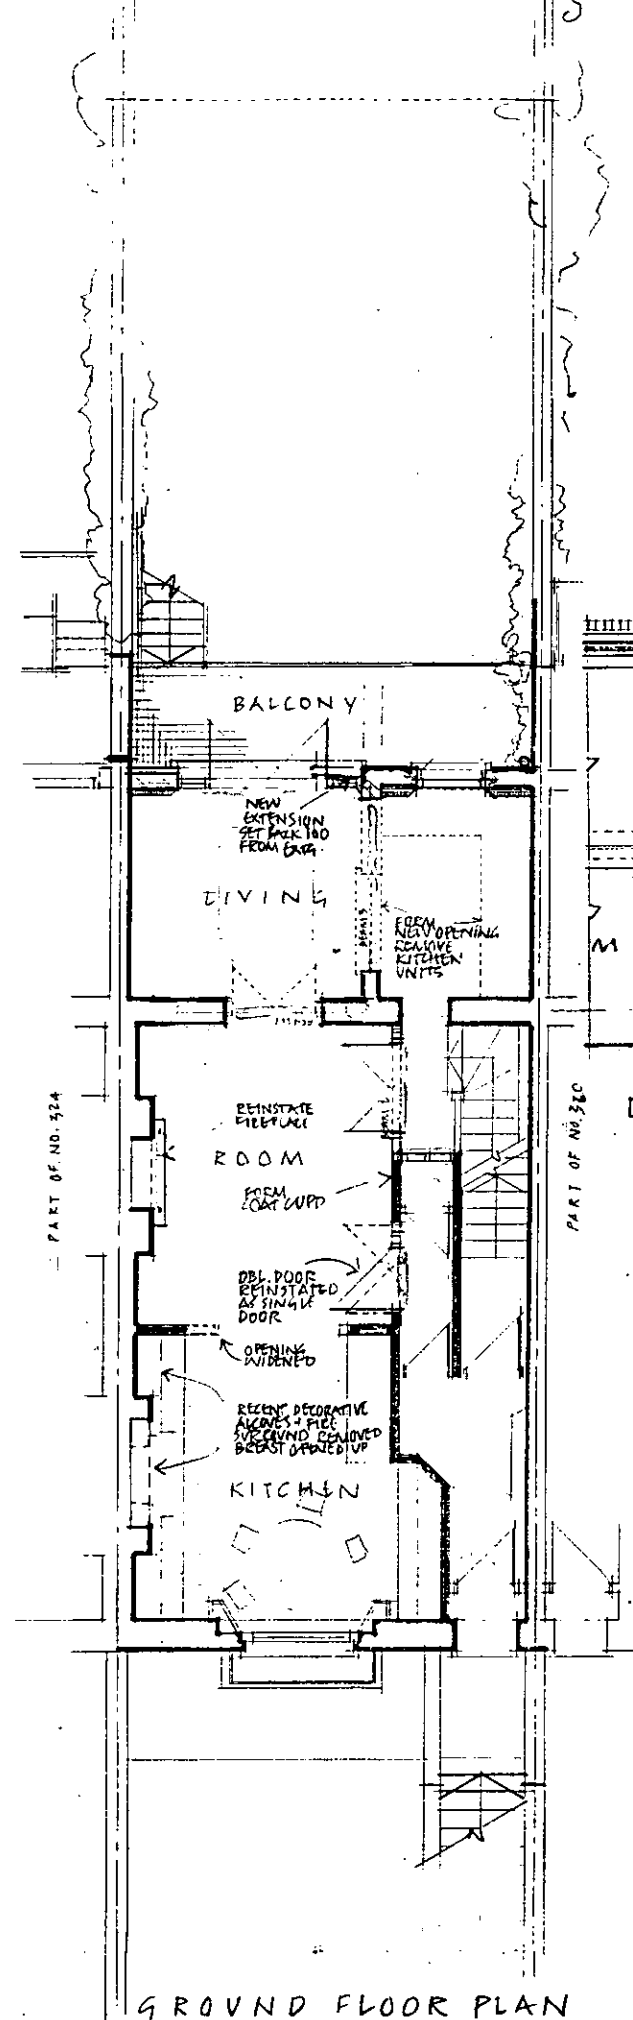 BALCONY
NEW
EXTENSION
SET BACK 100
FROM EXTG.
LIVING
FORM
NEW OPENING
REMOVE
KITCHEN
UNITS
M
REINSTATE
FIREPLACE
ROOM
FORM
COAT CUPD
PART OF NO. 324
PART OF NO. 320
DBL. DOOR
REINSTATED
AS SINGLE
DOOR
OPENING
WIDENED
RECENT DECORATIVE
ALCOVES + FIRE
SURROUND REMOVED
BREAST OPENED UP
KITCHEN
GROUND FLOOR PLAN